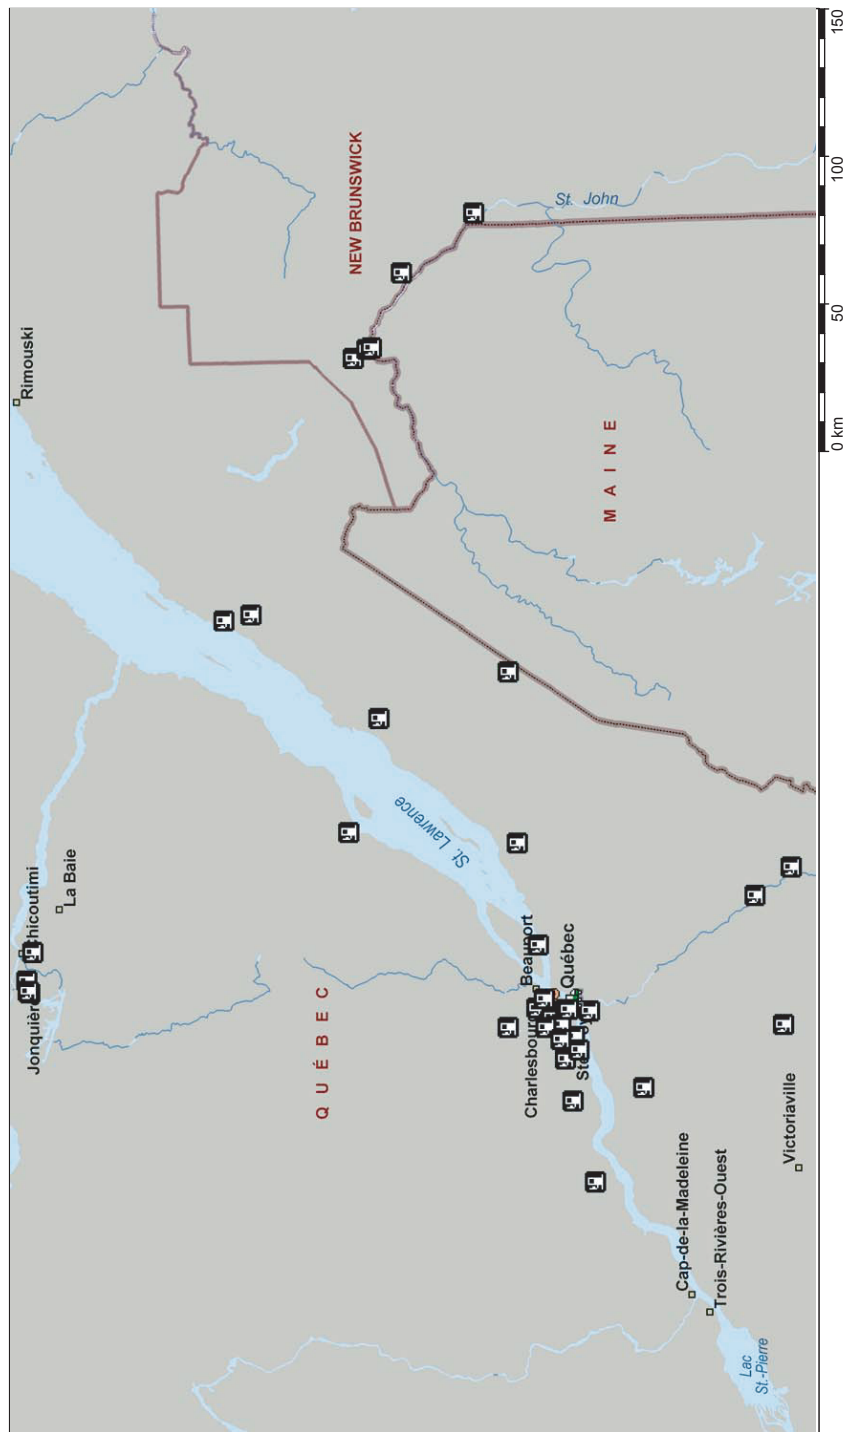 Rimouski
NEW BRUNSWICK
St. John
MAINE
Jonquière
Chicoutimi
La Baie
St. Lawrence
QUÉBEC
Beauport
Québec
Charlesbourg
Ste
Cap-de-la-Madeleine
Trois-Rivières-Ouest
Victoriaville
Lac
St.-Pierre
0 km
50
100
150